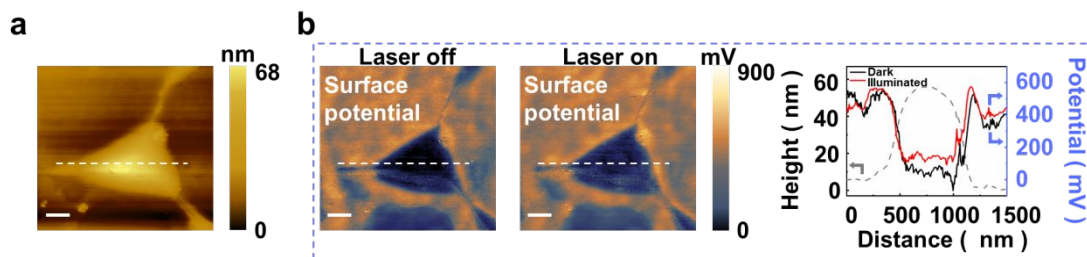 a
nm
68
0
b
Laser off
Surface
potential
Laser on
Surface
potential
mV
900
0
Dark
Illuminated
Height ( nm )
60
40
20
0
0 500 1000 1500
Distance ( nm)
600
400
200
0
Potential ( mV )